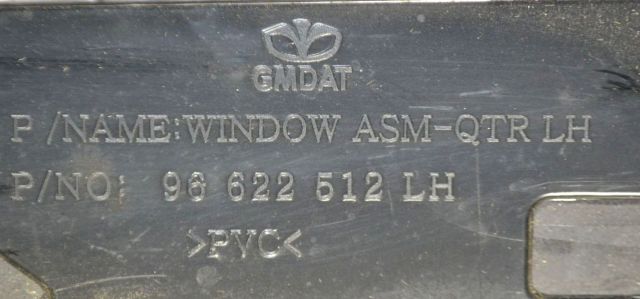 GMDAT
P/NAME:WINDOW ASM-QTR LH
P/NO: 96 622 512 LH
>PVC<